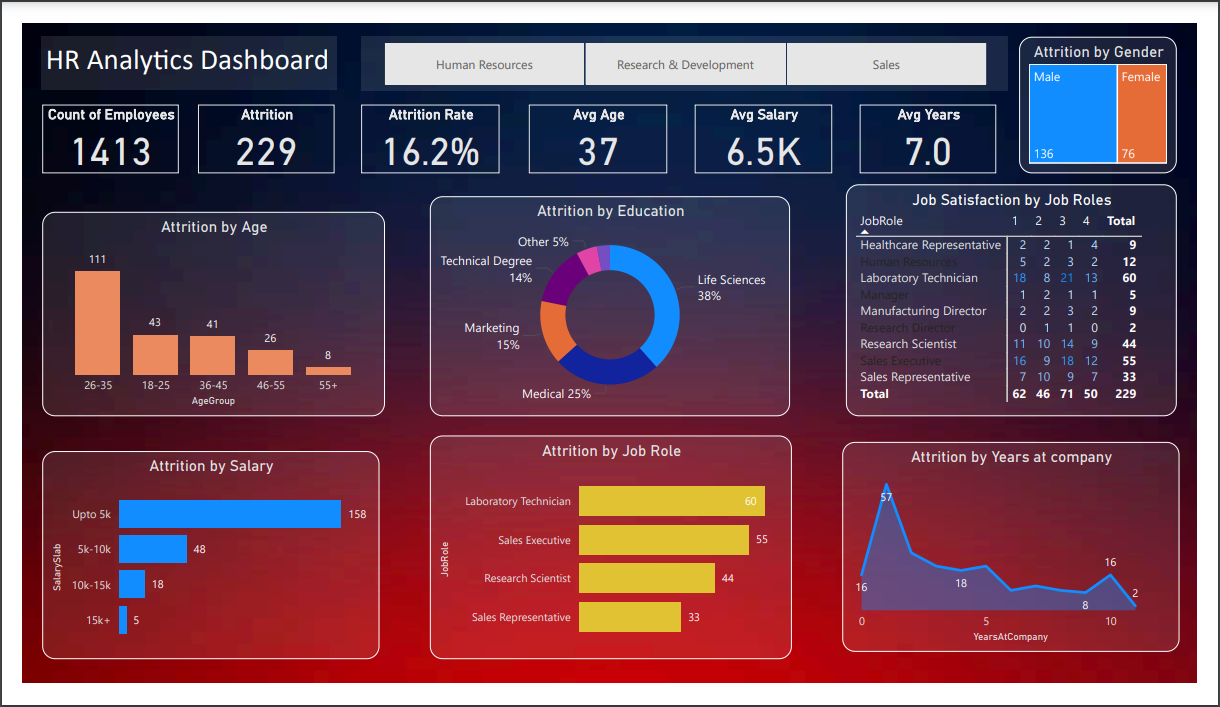 HR Analytics Dashboard
Human Resources
Research & Development
Sales
Attrition by Gender
Male
Female
136
76
Count of Employees
1413
Attrition
229
Attrition Rate
16.2%
Avg Age
37
Avg Salary
6.5K
Avg Years
7.0
Attrition by Age
111
43
41
26
8
26-35 18-25 36-45 46-55 55+
AgeGroup
Attrition by Education
Other 5%
Technical Degree
14%
Life Sciences
38%
Marketing
15%
Medical 25%
Job Satisfaction by Job Roles
JobRole 1 2 3 4 Total
Healthcare Representative 2 2 1 4 9
Human Resources 5 2 3 2 12
Laboratory Technician 18 8 21 13 60
Manager 1 2 1 1 5
Manufacturing Director 2 2 3 2 9
Research Director 0 1 1 0 2
Research Scientist 11 10 14 9 44
Sales Executive 16 9 18 12 55
Sales Representative 7 10 9 7 33
Total 62 46 71 50 229
Attrition by Salary
SalarySlab
Upto 5k 158
5k-10k 48
10k-15k 18
15k+ 5
Attrition by Job Role
JobRole
Laboratory Technician 60
Sales Executive 55
Research Scientist 44
Sales Representative 33
Attrition by Years at company
57
16
18
8
16
2
0 5 10
YearsAtCompany